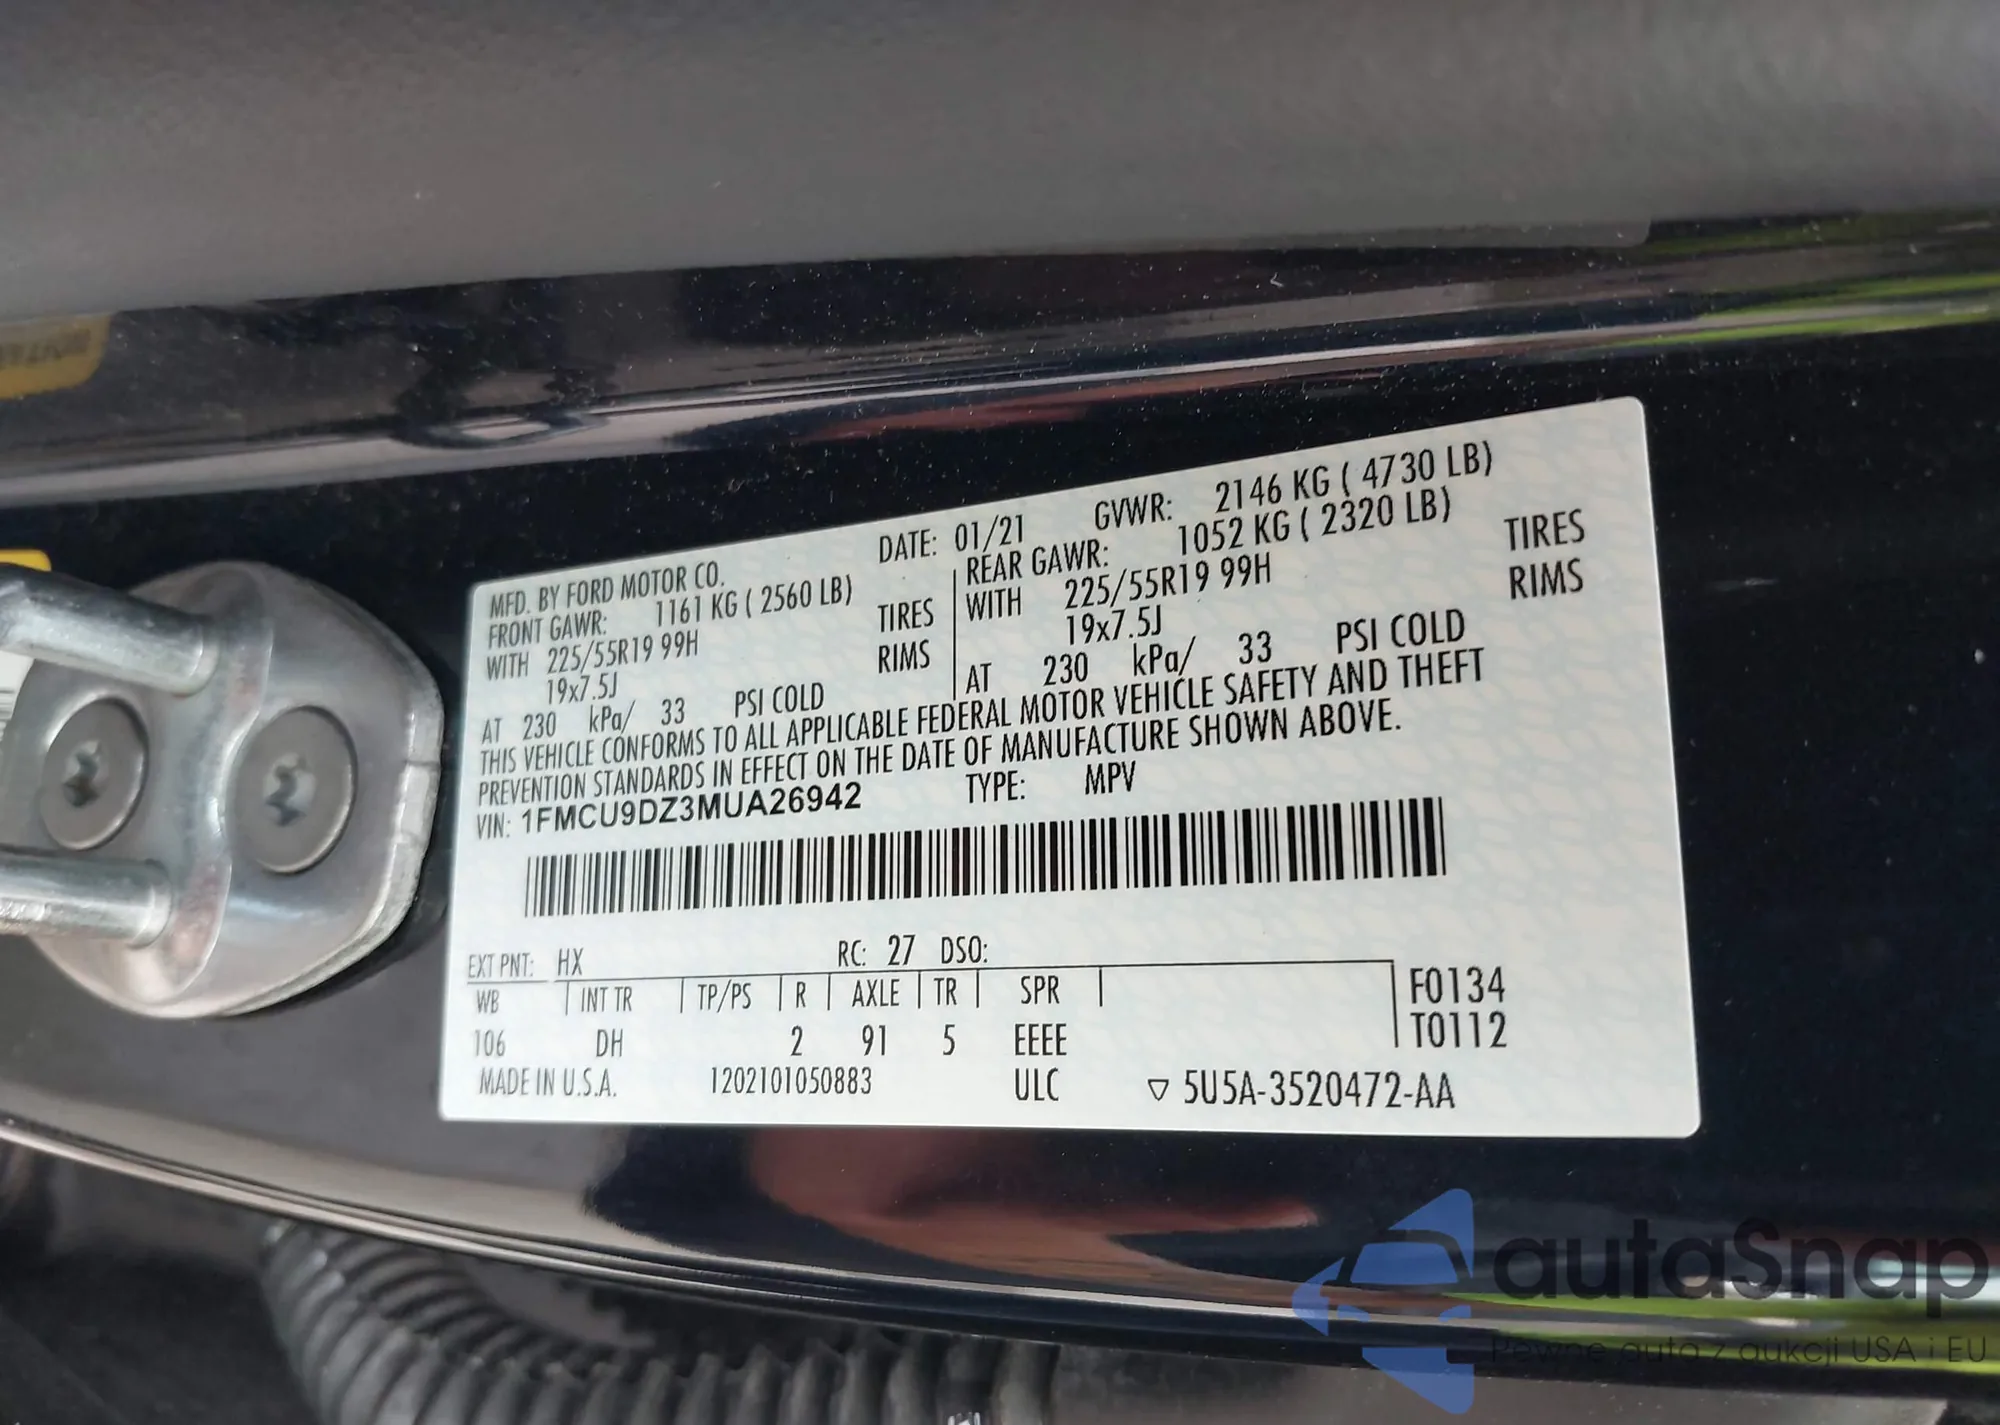 MFD. BY FORD MOTOR CO. DATE: 01/21 GVWR: 2146 KG ( 4730 LB)
FRONT GAWR: 1161 KG ( 2560 LB) REAR GAWR: 1052 KG ( 2320 LB)
WITH 225/55R19 99H TIRES WITH 225/55R19 99H TIRES
19x7.5J RIMS 19x7.5J RIMS
AT 230 kPa/ 33 PSI COLD AT 230 kPa/ 33 PSI COLD
THIS VEHICLE CONFORMS TO ALL APPLICABLE FEDERAL MOTOR VEHICLE SAFETY AND THEFT
PREVENTION STANDARDS IN EFFECT ON THE DATE OF MANUFACTURE SHOWN ABOVE.
VIN: 1FMCU9DZ3MUA26942 TYPE: MPV
EXT PNT: HX RC: 27 DSO:
WB INT TR TP/PS R AXLE TR SPR F0134
106 DH 2 91 5 EEEE T0112
MADE IN U.S.A. 1202101050883 ULC ▽ 5U5A-3520472-AA
autaSnap
Pewne auta z aukcji USA i EU